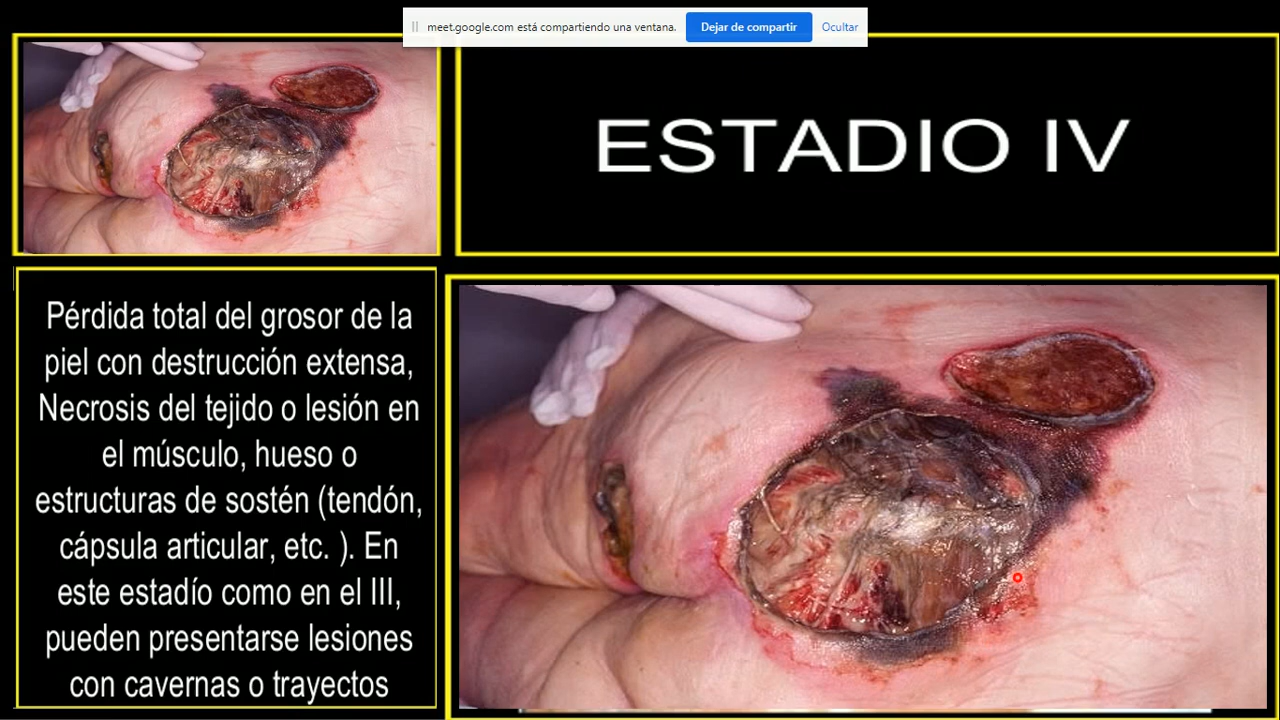 meet.google.com está compartiendo una ventana.
Dejar de compartir
Ocultar
ESTADIO IV
Pérdida total del grosor de la
piel con destrucción extensa,
Necrosis del tejido o lesión en
el músculo, hueso o
estructuras de sostén (tendón,
cápsula articular, etc. ). En
este estadío como en el III,
pueden presentarse lesiones
con cavernas o trayectos